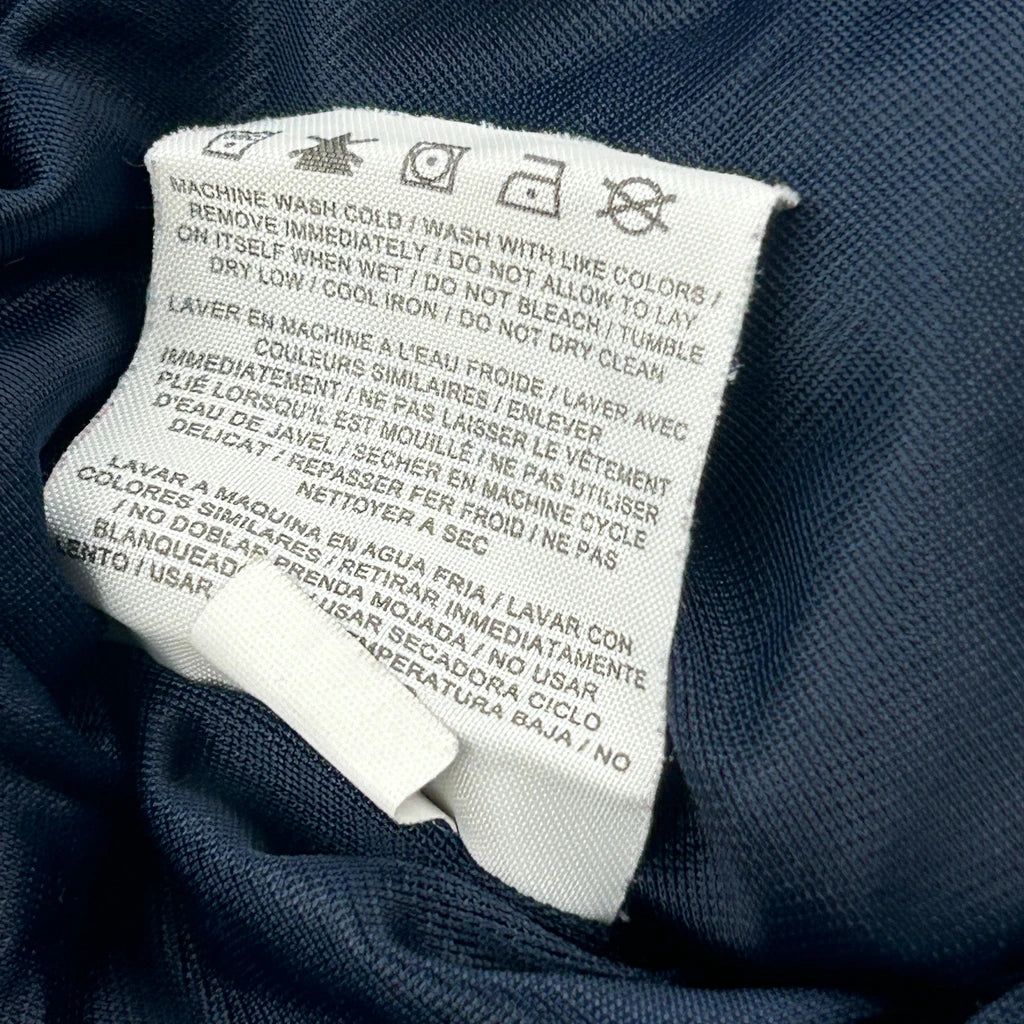 MACHINE WASH COLD / WASH WITH LIKE COLORS /
REMOVE IMMEDIATELY / DO NOT ALLOW TO LAY
ON ITSELF WHEN WET / DO NOT BLEACH / TUMBLE
DRY LOW / COOL IRON / DO NOT DRY CLEAN
LAVER EN MACHINE A L'EAU FROIDE / LAVER AVEC
COULEURS SIMILAIRES / ENLEVER
IMMEDIATEMENT / NE PAS LAISSER LE VÊTEMENT
PLIÉ LORSQU'IL EST MOUILLÉ / NE PAS UTILISER
D'EAU DE JAVEL / SECHER EN MACHINE CYCLE
DELICAT / REPASSER FER FROID / NE PAS
NETTOYER A SEC
LAVAR A MAQUINA EN AGUA FRIA / LAVAR CON
COLORES SIMILARES / RETIRAR INMEDIATAMENTE
/ NO DOBLAR PRENDA MOJADA / NO USAR
/ USAR SECADORA CICLO
/ USAR BAJA / NO